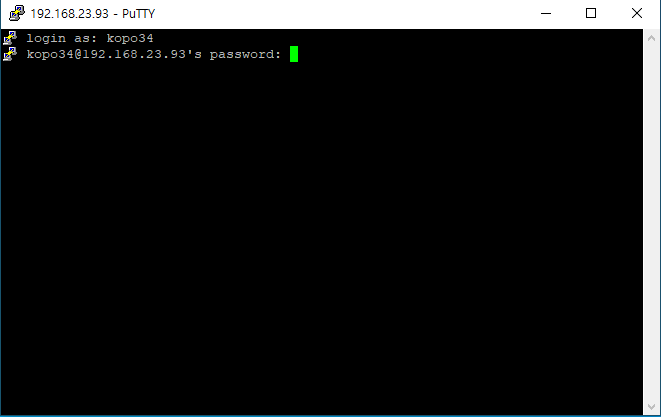 192.168.23.93 - PuTTY
login as: kopo34
kopo34@192.168.23.93's password: